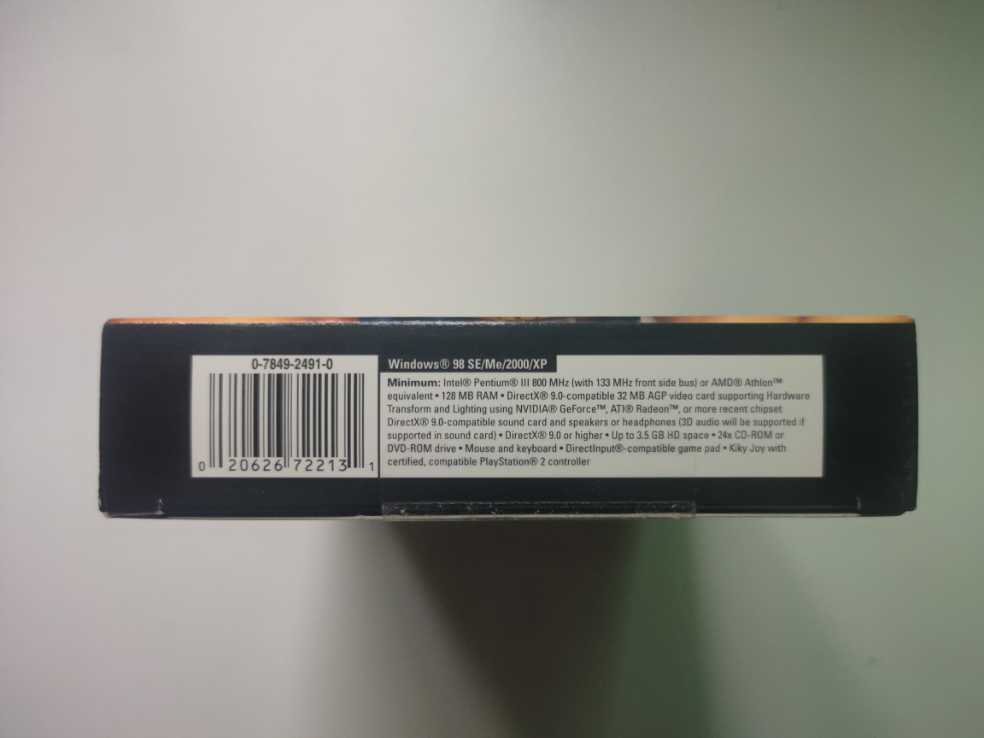 0-7849-2491-0
0 20626 72213 1
Windows® 98 SE/Me/2000/XP
Minimum: Intel® Pentium® III 800 MHz (with 133 MHz front side bus) or AMD® Athlon™
equivalent • 128 MB RAM • DirectX® 9.0-compatible 32 MB AGP video card supporting Hardware
Transform and Lighting using NVIDIA® GeForce™, ATI® Radeon™, or more recent chipset
DirectX® 9.0-compatible sound card and speakers or headphones (3D audio will be supported if
supported in sound card) • DirectX® 9.0 or higher • Up to 3.5 GB HD space • 24x CD-ROM or
DVD-ROM drive • Mouse and keyboard • DirectInput®-compatible game pad • Kiky Joy with
certified, compatible PlayStation® 2 controller